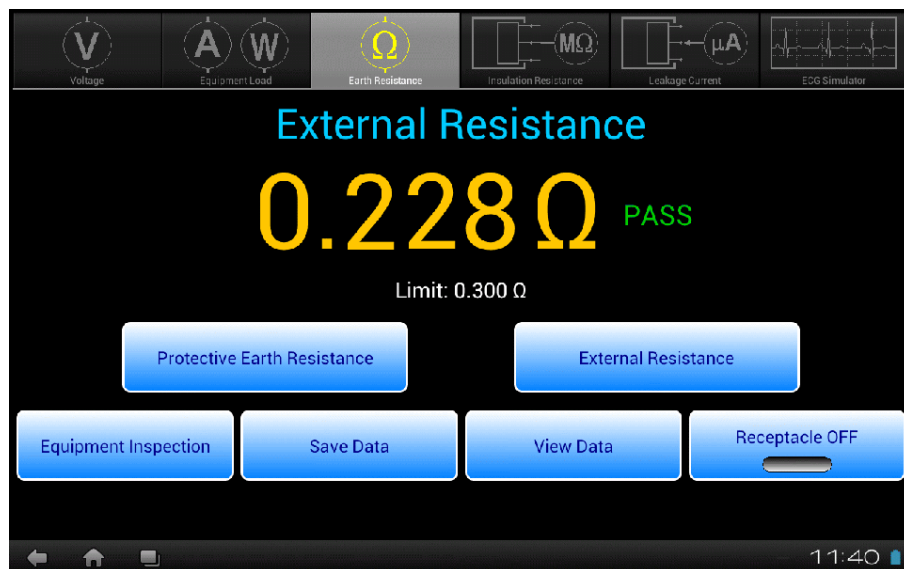 V
A W
Ω
MΩ
µA
Voltage
Equipment Load
Earth Resistance
Insulation Resistance
Leakage Current
ECG Simulator
External Resistance
0.228 Ω PASS
Limit: 0.300 Ω
Protective Earth Resistance
External Resistance
Equipment Inspection
Save Data
View Data
Receptacle OFF
11:40